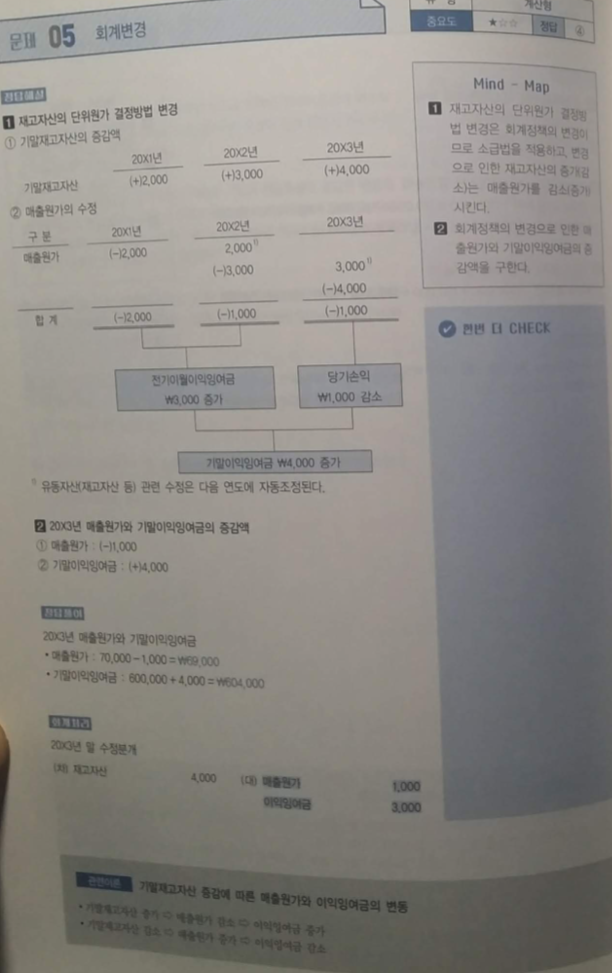 문제 05 회계변경
유 형 계산형
중요도 ★☆☆ 정답 ②
정답해설
1 재고자산의 단위원가 결정방법 변경
① 기말재고자산의 증감액
20X1년 20X2년 20X3년
기말재고자산 (+)2,000 (+)3,000 (+)4,000
② 매출원가의 수정
구 분 20X1년 20X2년 20X3년
매출원가 (-)2,000 2,000¹⁾
(-)3,000 3,000¹⁾
(-)4,000
합 계 (-)2,000 (-)1,000 (-)1,000
전기이월이익잉여금 당기손익
₩3,000 증가 ₩1,000 감소
기말이익잉여금 ₩4,000 증가
¹⁾ 유동자산(재고자산 등) 관련 수정은 다음 연도에 자동조정된다.
2 20X3년 매출원가와 기말이익잉여금의 증감액
① 매출원가 : (-)1,000
② 기말이익잉여금 : (+)4,000
정답풀이
20X3년 매출원가와 기말이익잉여금
• 매출원가 : 70,000-1,000=₩69,000
• 기말이익잉여금 : 600,000+4,000=₩604,000
회계처리
20X3년 말 수정분개
(차) 재고자산 4,000 (대) 매출원가 1,000
이익잉여금 3,000
관련이론 기말재고자산 증감에 따른 매출원가와 이익잉여금의 변동
• 기말재고자산 증가 ⇨ 매출원가 감소 ⇨ 이익잉여금 증가
• 기말재고자산 감소 ⇨ 매출원가 증가 ⇨ 이익잉여금 감소
Mind - Map
1 재고자산의 단위원가 결정방
법 변경은 회계정책의 변경이
므로 소급법을 적용하고, 변경
으로 인한 재고자산의 증가(감
소)는 매출원가를 감소(증가)
시킨다.
2 회계정책의 변경으로 인한 매
출원가와 기말이익잉여금의 증
감액을 구한다.
한번 더 CHECK